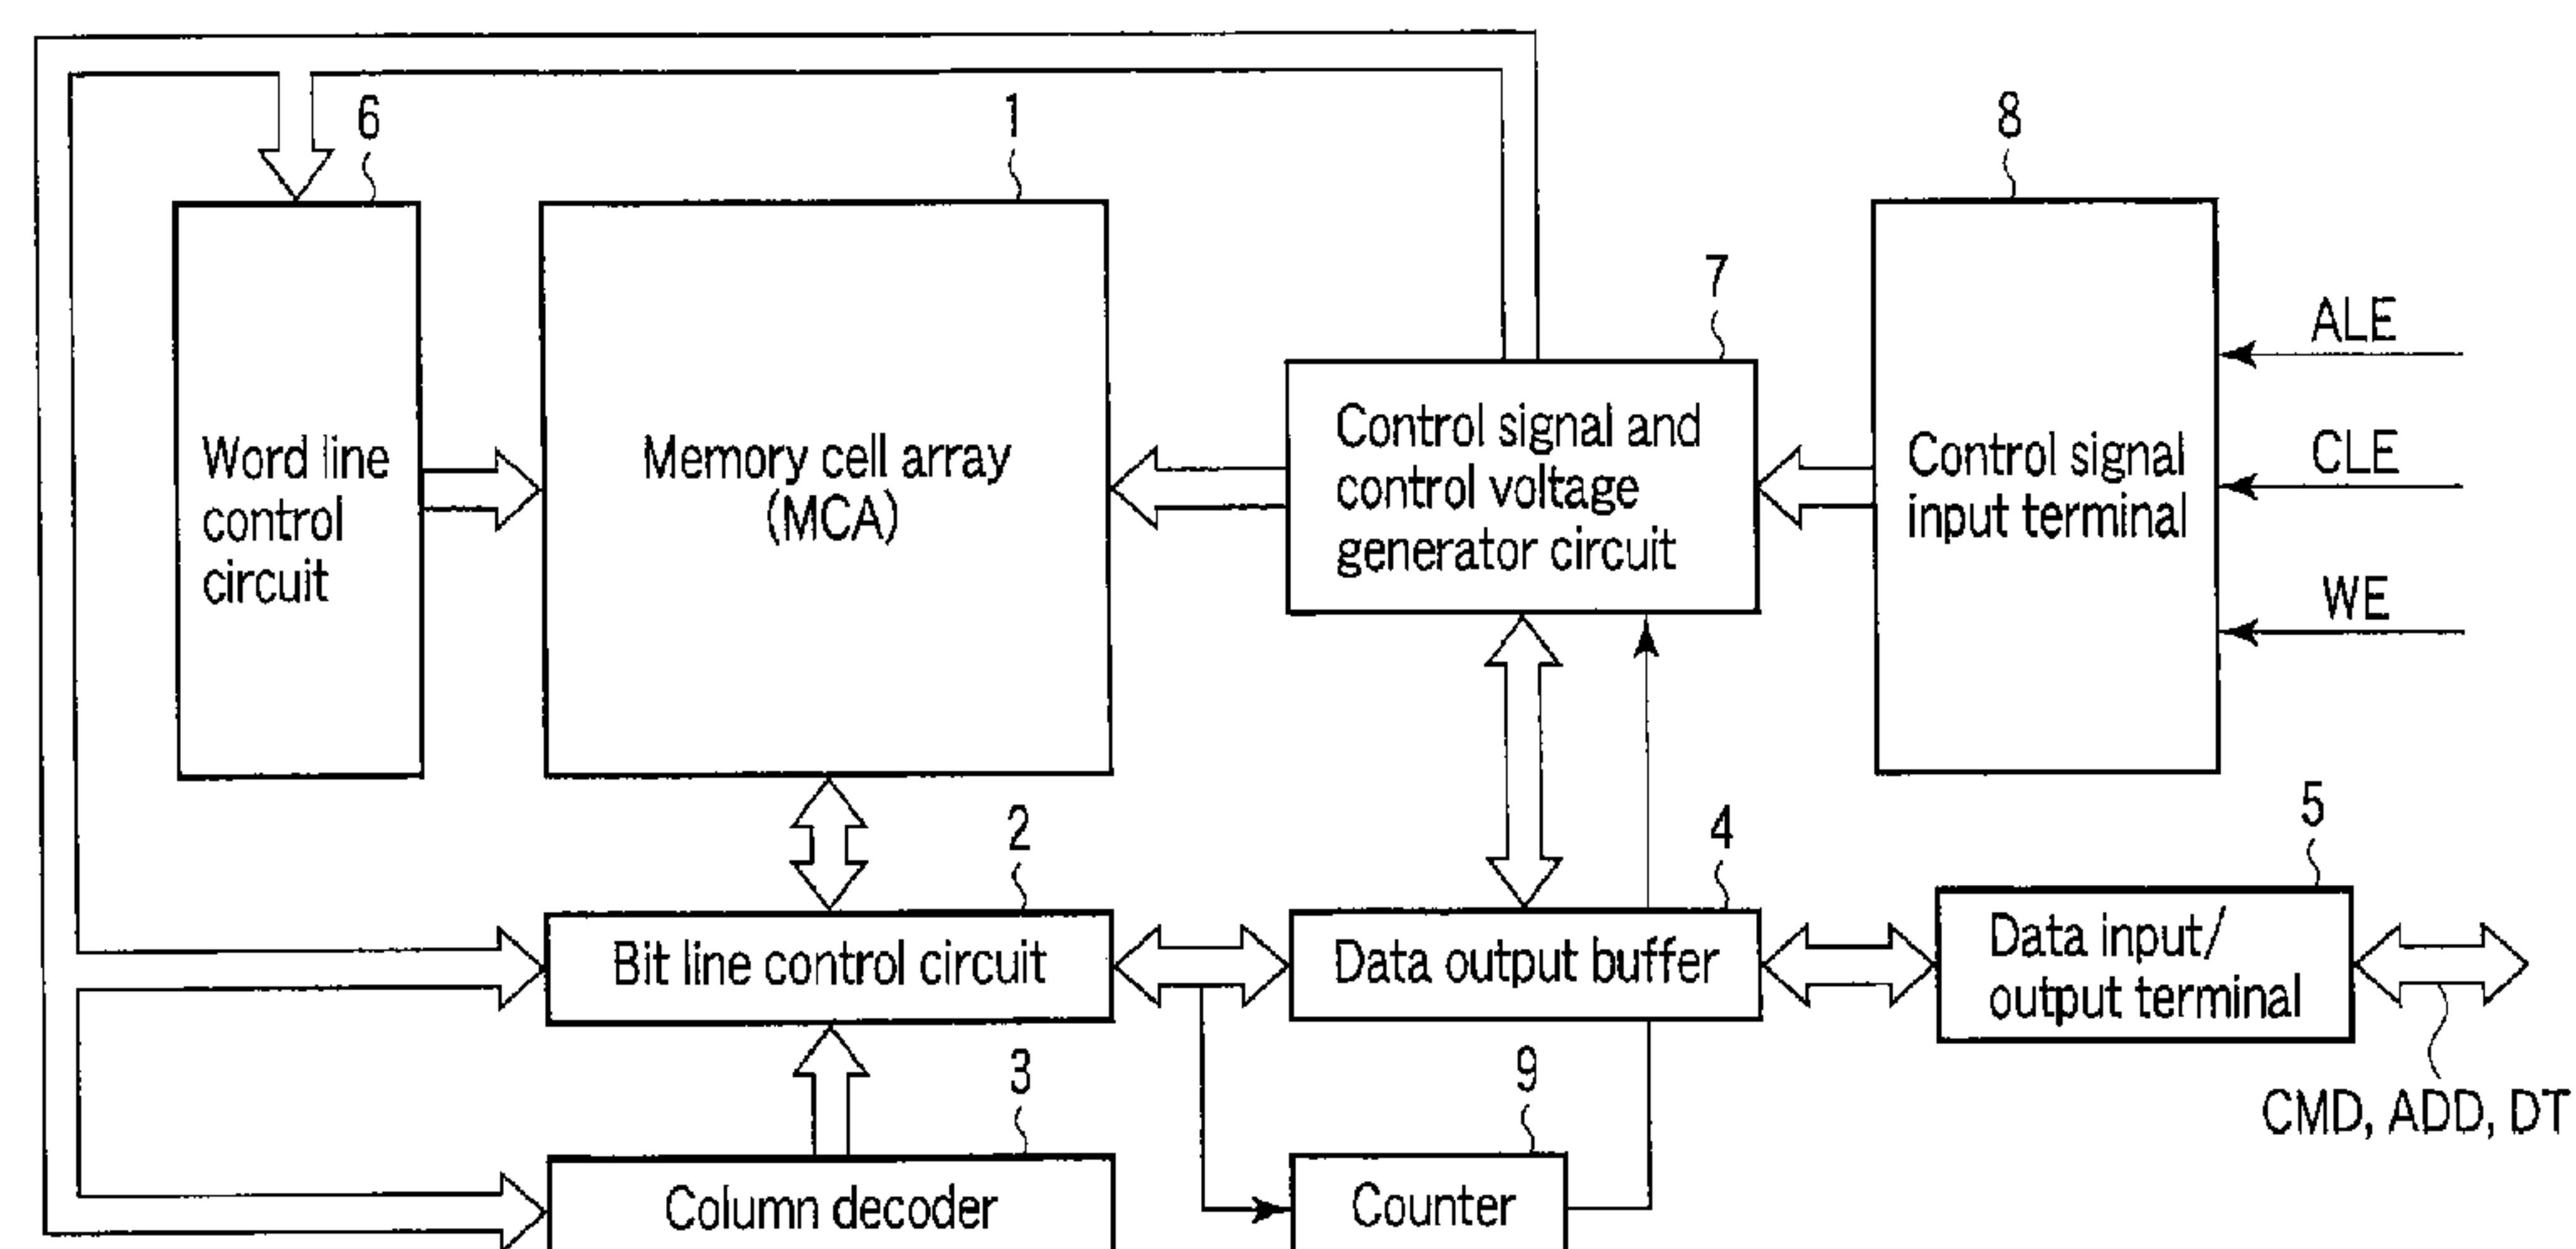 6
1
8
7
Word line
control
circuit
Memory cell array
(MCA)
Control signal and
control voltage
generator circuit
Control signal
input terminal
ALE
CLE
WE
2
4
5
Bit line control circuit
Data output buffer
Data input/
output terminal
3
9
CMD, ADD, DT
Column decoder
Counter